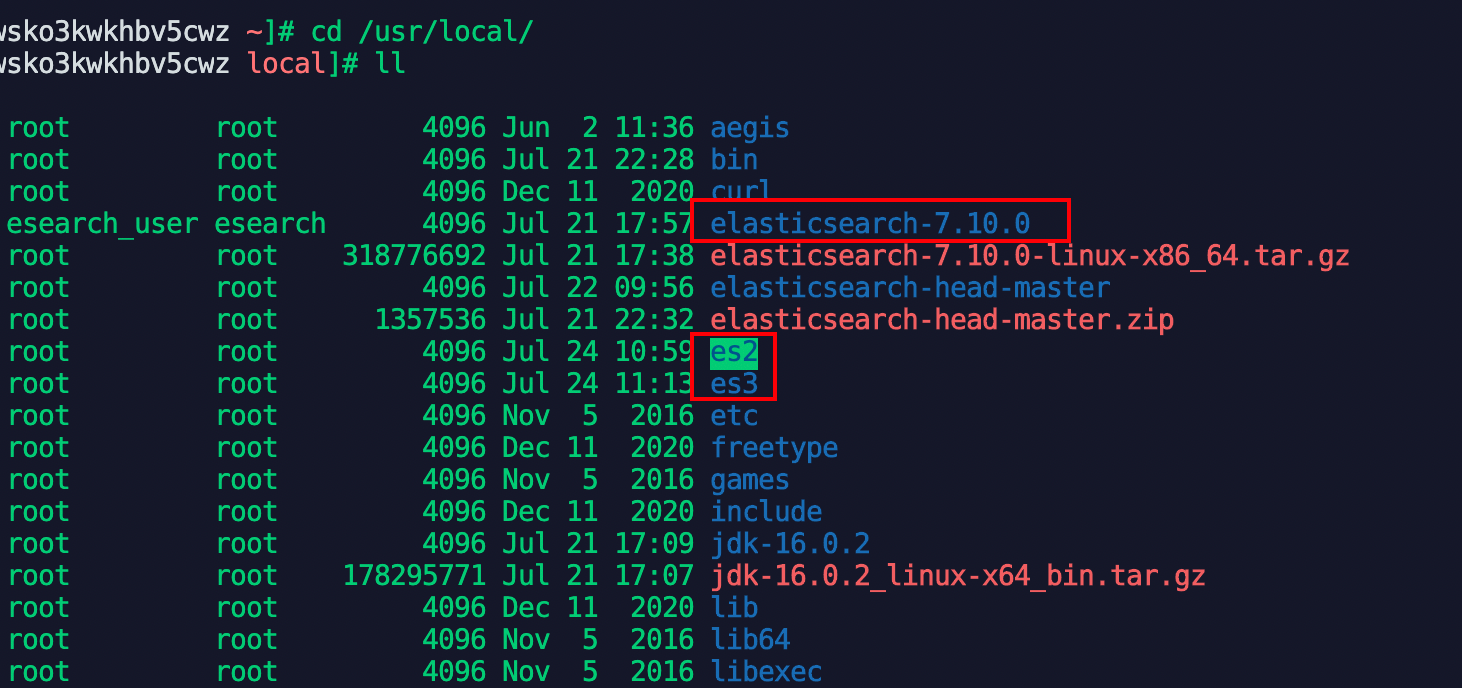 wsko3kwkhbv5cwz ~]# cd /usr/local/
wsko3kwkhbv5cwz local]# ll
root root 4096 Jun 2 11:36 aegis
root root 4096 Jul 21 22:28 bin
root root 4096 Dec 11 2020 curl
esearch_user esearch 4096 Jul 21 17:57 elasticsearch-7.10.0
root root 318776692 Jul 21 17:38 elasticsearch-7.10.0-linux-x86_64.tar.gz
root root 4096 Jul 22 09:56 elasticsearch-head-master
root root 1357536 Jul 21 22:32 elasticsearch-head-master.zip
root root 4096 Jul 24 10:59 es2
root root 4096 Jul 24 11:13 es3
root root 4096 Nov 5 2016 etc
root root 4096 Dec 11 2020 freetype
root root 4096 Nov 5 2016 games
root root 4096 Dec 11 2020 include
root root 4096 Jul 21 17:09 jdk-16.0.2
root root 178295771 Jul 21 17:07 jdk-16.0.2_linux-x64_bin.tar.gz
root root 4096 Dec 11 2020 lib
root root 4096 Nov 5 2016 lib64
root root 4096 Nov 5 2016 libexec